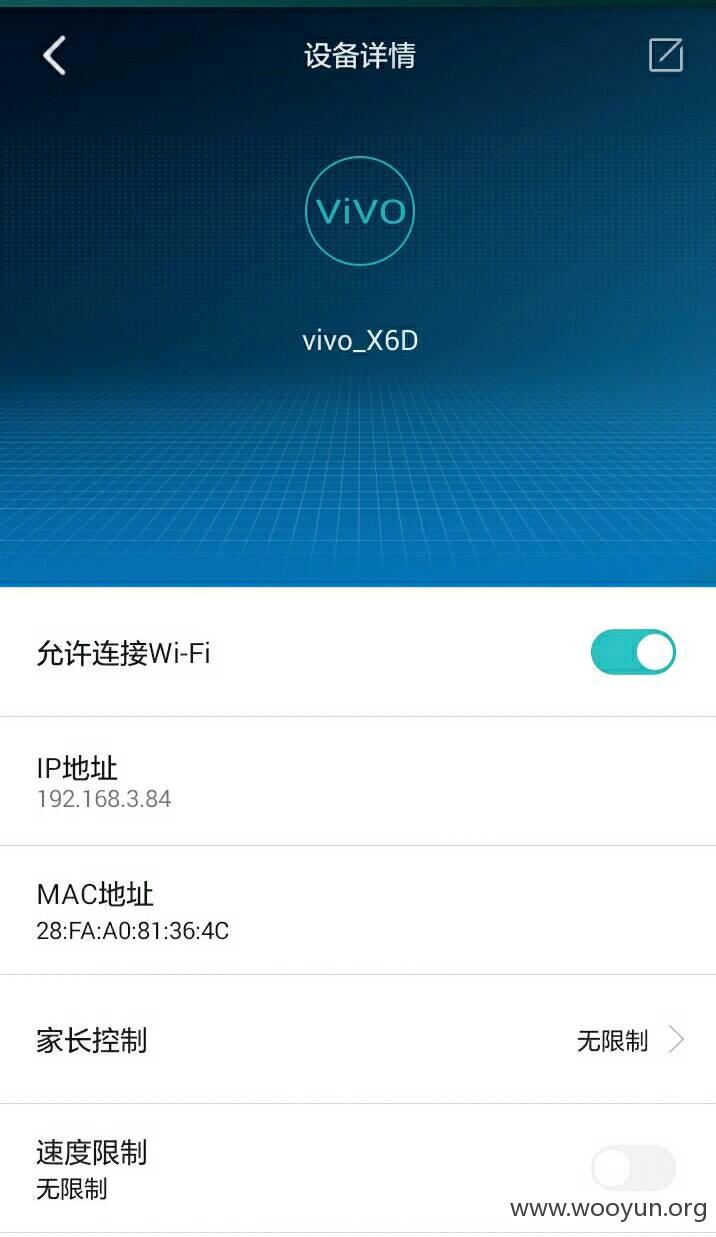 设备详情
vivo
vivo_X6D
允许连接Wi-Fi
IP地址
192.168.3.84
MAC地址
28:FA:A0:81:36:4C
家长控制
无限制
速度限制
无限制
www.wooyun.org